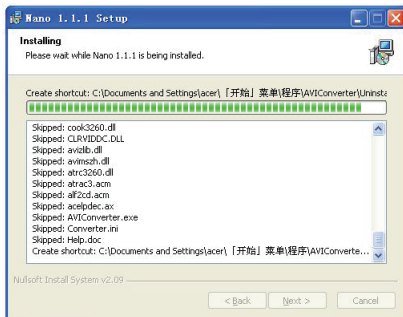 Nano 1.1.1 Setup
Installing
Please wait while Nano 1.1.1 is being installed.
Create shortcut: C:\Documents and Settings\acer\「开始」菜单\程序\AVIConverter\Uninsta
Skipped: cook3260.dll
Skipped: CLRVIDDC.DLL
Skipped: avizlib.dll
Skipped: avimszh.dll
Skipped: atrc3260.dll
Skipped: atrac3.acm
Skipped: alf2cd.acm
Skipped: acelpdec.ax
Skipped: AVIConverter.exe
Skipped: Converter.ini
Skipped: Help.doc
Create shortcut: C:\Documents and Settings\acer\「开始」菜单\程序\AVIConverte...
Nullsoft Install System v2.09
< Back
Next >
Cancel